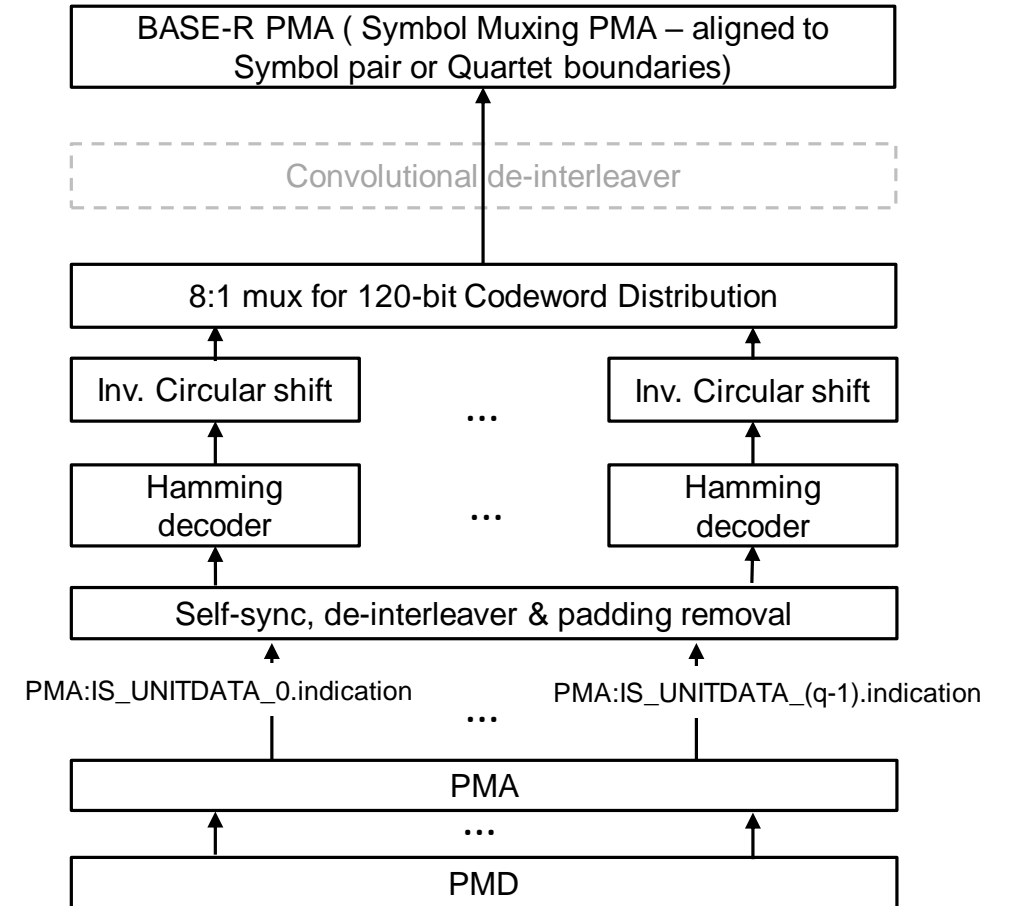 BASE-R PMA ( Symbol Muxing PMA – aligned to
Symbol pair or Quartet boundaries)
Convolutional de-interleaver
8:1 mux for 120-bit Codeword Distribution
Inv. Circular shift
...
Inv. Circular shift
Hamming
decoder
...
Hamming
decoder
Self-sync, de-interleaver & padding removal
PMA:IS_UNITDATA_0.indication
...
PMA:IS_UNITDATA_(q-1).indication
PMA
...
PMD